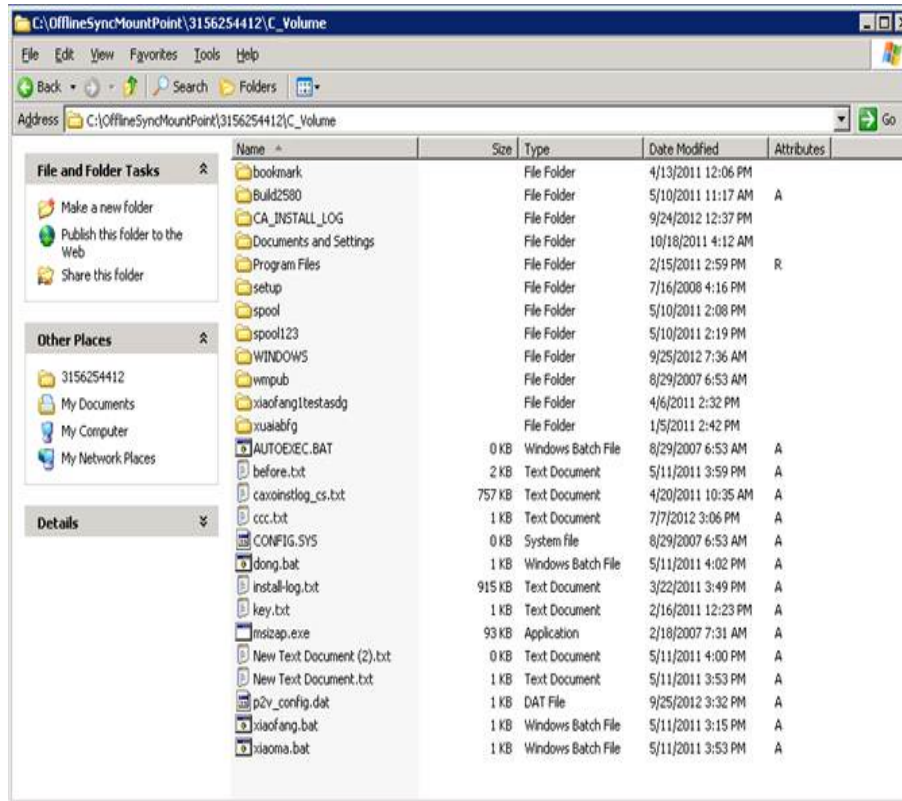 C:\OfflineSyncMountPoint\3156254412\C_Volume
File Edit View Favorites Tools Help
Back Search Folders
Address C:\OfflineSyncMountPoint\3156254412\C_Volume Go
File and Folder Tasks
Make a new folder
Publish this folder to the
Web
Share this folder
Other Places
3156254412
My Documents
My Computer
My Network Places
Details
Name Size Type Date Modified Attributes
bookmark File Folder 4/13/2011 12:06 PM
Build2580 File Folder 5/10/2011 11:17 AM A
CA_INSTALL_LOG File Folder 9/24/2012 12:37 PM
Documents and Settings File Folder 10/18/2011 4:12 AM
Program Files File Folder 2/15/2011 2:59 PM R
setup File Folder 7/16/2008 4:16 PM
spool File Folder 5/10/2011 2:08 PM
spool123 File Folder 5/10/2011 2:19 PM
WINDOWS File Folder 9/25/2012 7:36 AM
wmpub File Folder 8/29/2007 6:53 AM
xiaofang1testasdg File Folder 4/6/2011 2:32 PM
xuaiabfg File Folder 1/5/2011 2:42 PM
AUTOEXEC.BAT 0 KB Windows Batch File 8/29/2007 6:53 AM A
before.txt 2 KB Text Document 5/11/2011 3:59 PM A
caxoinstlog_cs.txt 757 KB Text Document 4/20/2011 10:35 AM A
ccc.txt 1 KB Text Document 7/7/2012 3:06 PM A
CONFIG.SYS 0 KB System file 8/29/2007 6:53 AM A
dong.bat 1 KB Windows Batch File 5/11/2011 4:02 PM A
install-log.txt 915 KB Text Document 3/22/2011 3:49 PM A
key.txt 1 KB Text Document 2/16/2011 12:23 PM A
msizap.exe 93 KB Application 2/18/2007 7:31 AM A
New Text Document (2).txt 0 KB Text Document 5/11/2011 4:00 PM A
New Text Document.txt 1 KB Text Document 5/11/2011 3:53 PM A
p2v_config.dat 1 KB DAT File 9/25/2012 3:32 PM A
xiaofang.bat 1 KB Windows Batch File 5/11/2011 3:15 PM A
xiaoma.bat 1 KB Windows Batch File 5/11/2011 3:53 PM A